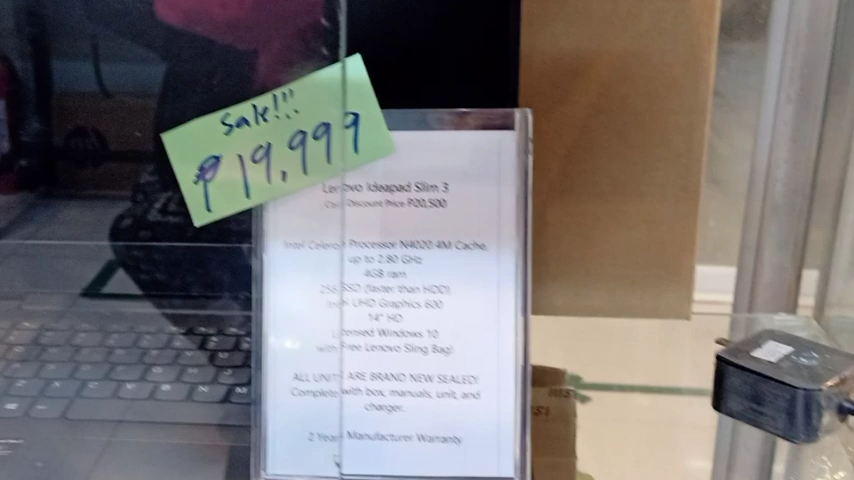 Sale!!!
₱19,999
Lenovo Ideapad Slim 3
Cash Discount Price P20,500
Intel Celeron Processor N4020 4M Cache,
up to 2.80 GHz
4GB ram
256 SSD (faster than HDD)
Intel UHD Graphics 600
14" HD
Licensed Windows 10
with Free Lenovo Sling Bag!
ALL UNITS ARE BRAND NEW SEALED!
Complete with box, manuals, unit, and
charger.
2 Years Manufacturer Warranty